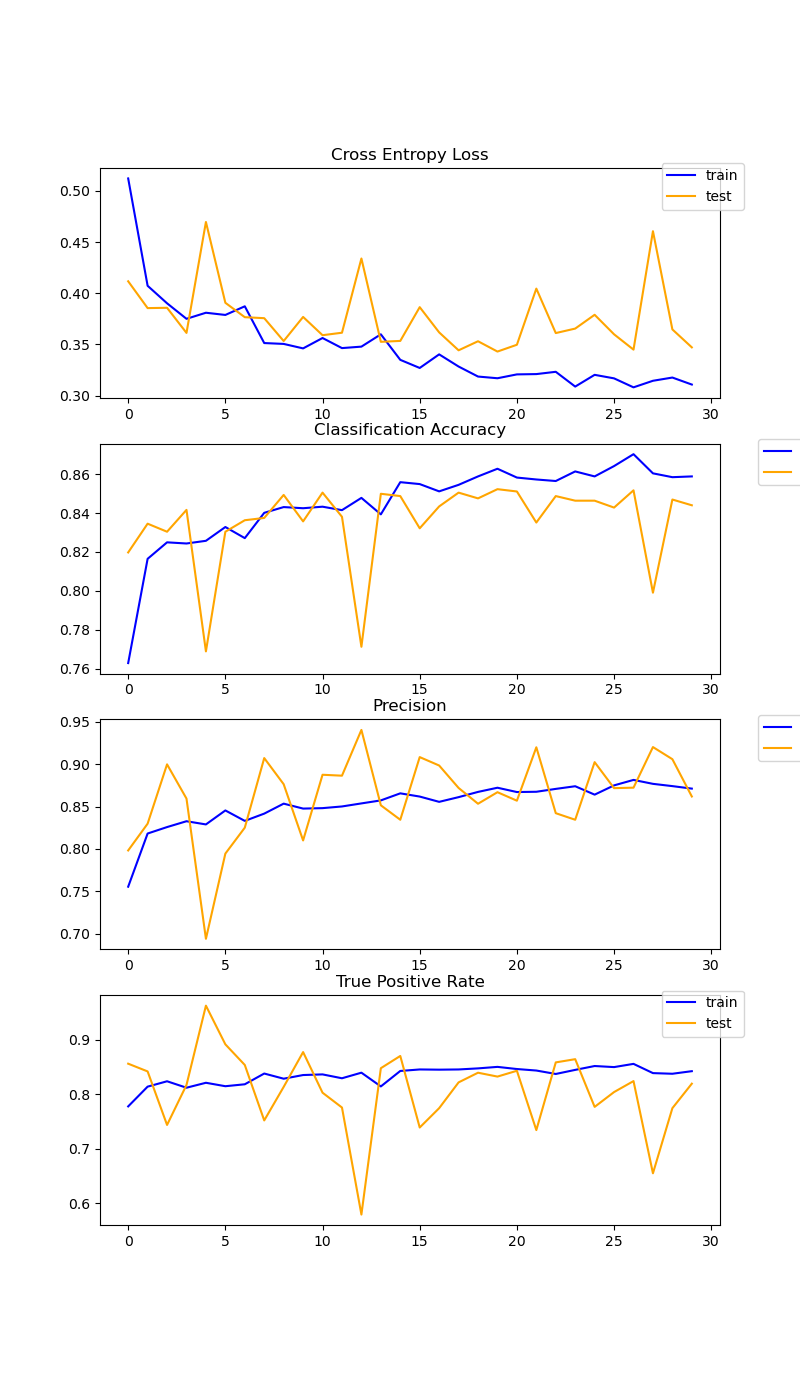 Cross Entropy Loss
train
test
0.50
0.45
0.40
0.35
0.30
0 5 10 15 20 25 30
Classification Accuracy
0.86
0.84
0.82
0.80
0.78
0.76
0 5 10 15 20 25 30
Precision
0.95
0.90
0.85
0.80
0.75
0.70
0 5 10 15 20 25 30
True Positive Rate
train
test
0.9
0.8
0.7
0.6
0 5 10 15 20 25 30